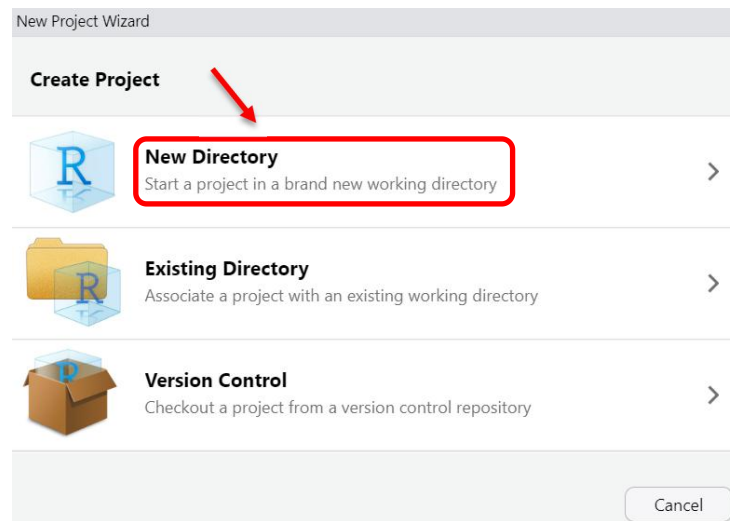 New Project Wizard
Create Project
R
New Directory
Start a project in a brand new working directory
R
Existing Directory
Associate a project with an existing working directory
R
Version Control
Checkout a project from a version control repository
Cancel